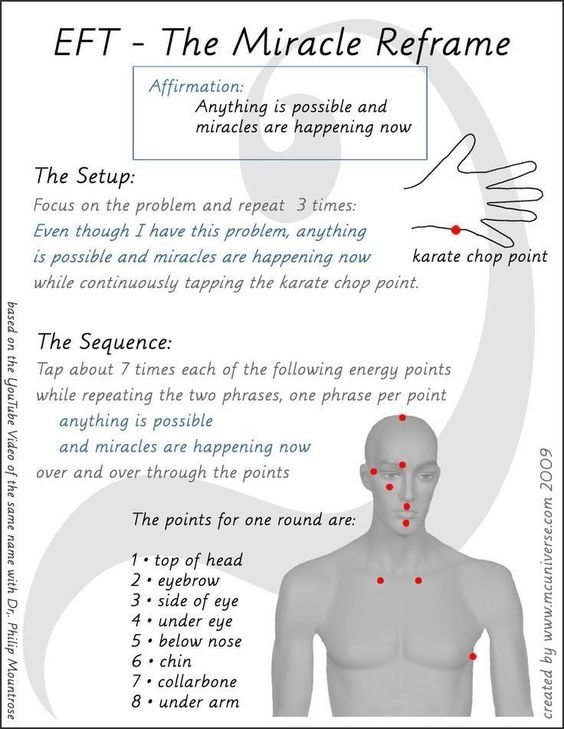 EFT - The Miracle Reframe
Affirmation:
Anything is possible and
miracles are happening now
The Setup:
Focus on the problem and repeat 3 times:
Even though I have this problem, anything
is possible and miracles are happening now
while continuously tapping the karate chop point.
karate chop point
The Sequence:
Tap about 7 times each of the following energy points
while repeating the two phrases, one phrase per point
anything is possible
and miracles are happening now
over and over through the points
The points for one round are:
1 • top of head
2 • eyebrow
3 • side of eye
4 • under eye
5 • below nose
6 • chin
7 • collarbone
8 • under arm
based on the YouTube Video of the same name with Dr,. Philip Mountrose
created by www.mcuniverse.com 2009